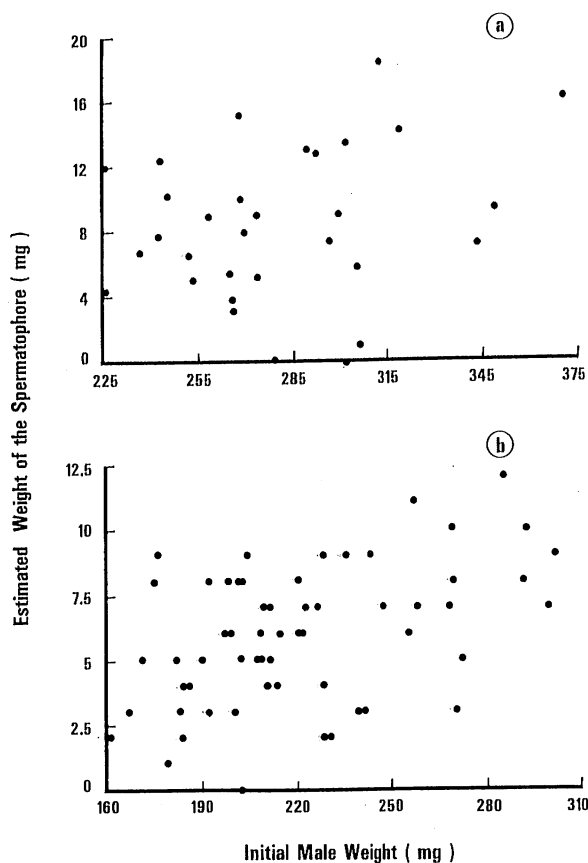 Estimated Weight of the Spermatophore ( mg )
a
20
16
12
8
4
0
225 255 285 315 345 375
b
12.5
10
7.5
5
2.5
0
160 190 220 250 280 310
Initial Male Weight ( mg )